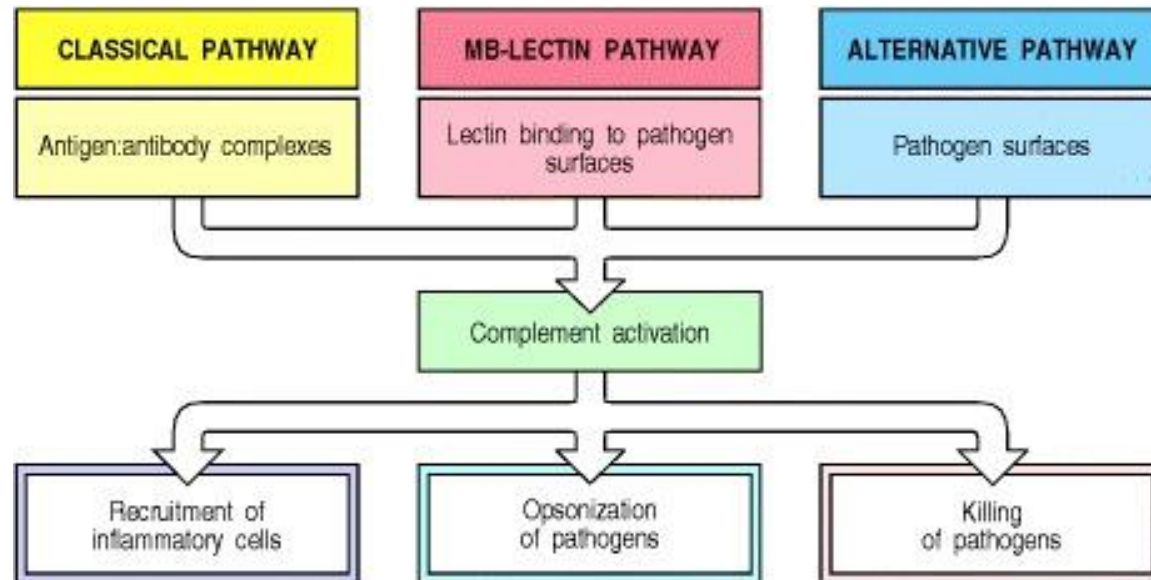 CLASSICAL PATHWAY
MB-LECTIN PATHWAY
ALTERNATIVE PATHWAY
Antigen:antibody complexes
Lectin binding to pathogen
surfaces
Pathogen surfaces
Complement activation
Recruitment of
inflammatory cells
Opsonization
of pathogens
Killing
of pathogens